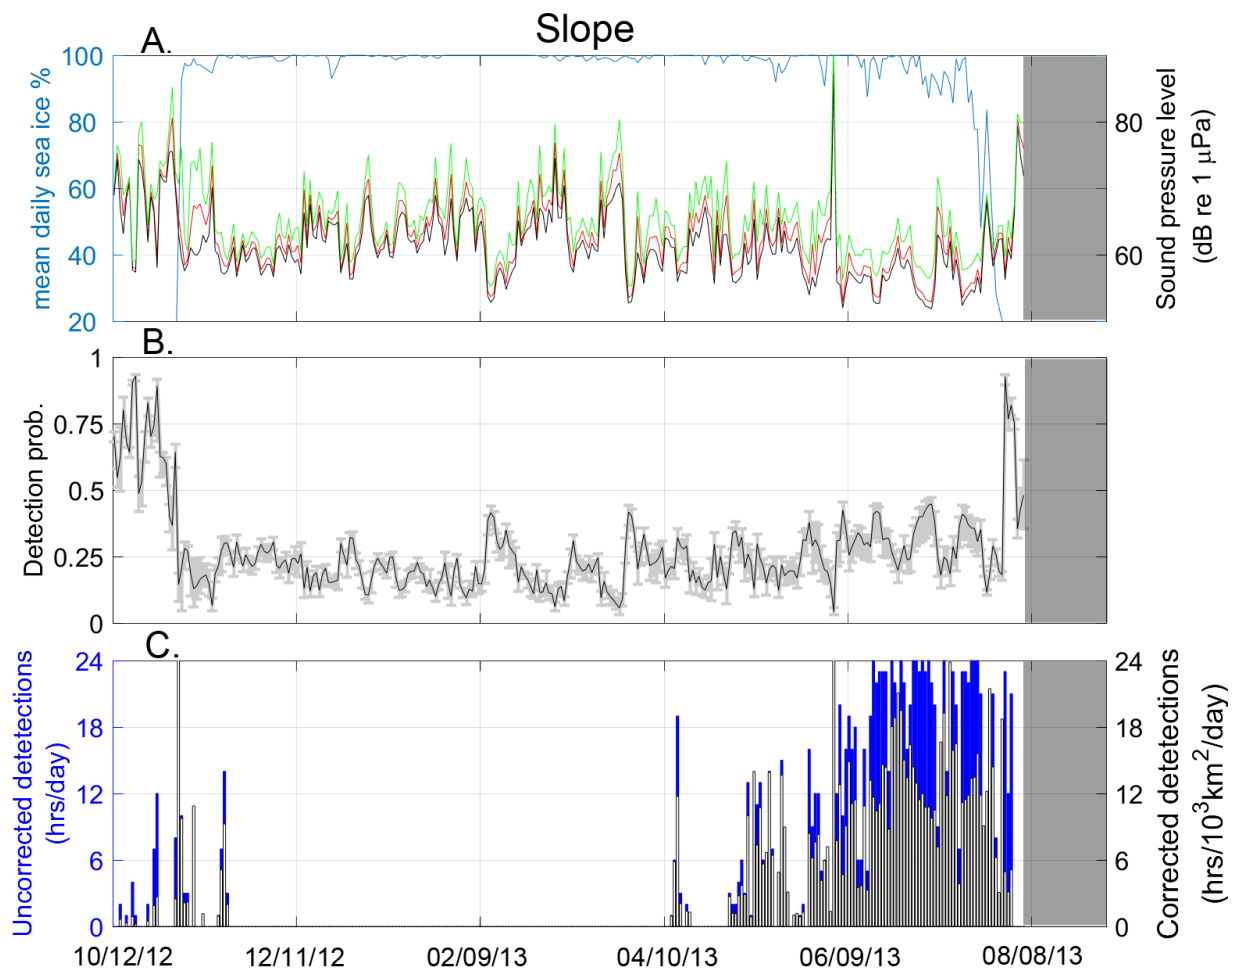 Slope
A.
100
80
60
40
20
mean daily sea ice %
80
60
Sound pressure level
(dB re 1 μPa)
B.
1
0.75
0.5
0.25
0
Detection prob.
C.
24
18
12
6
0
Uncorrected detetections
(hrs/day)
24
18
12
6
0
Corrected detetections
(hrs/10³km²/day)
10/12/12 12/11/12 02/09/13 04/10/13 06/09/13 08/08/13